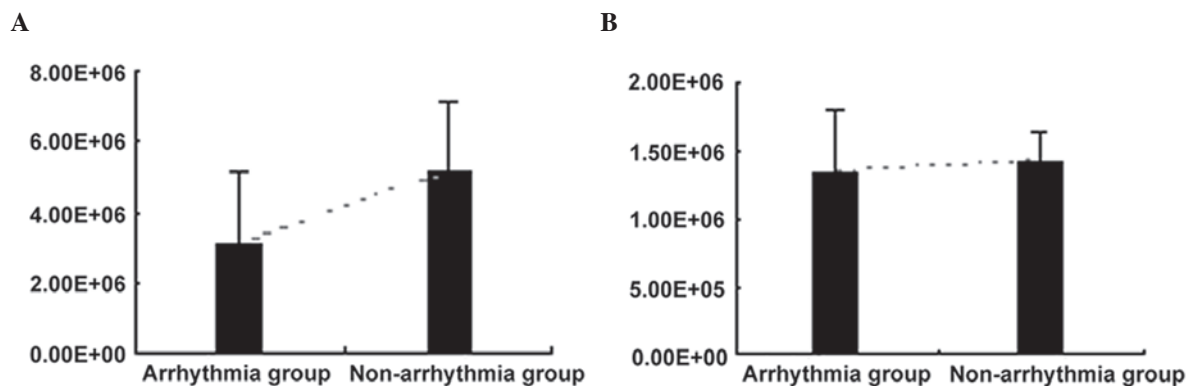 A
8.00E+06
6.00E+06
4.00E+06
2.00E+06
0.00E+00
Arrhythmia group Non-arrhythmia group
B
2.00E+06
1.50E+06
1.00E+06
5.00E+05
0.00E+00
Arrhythmia group Non-arrhythmia group